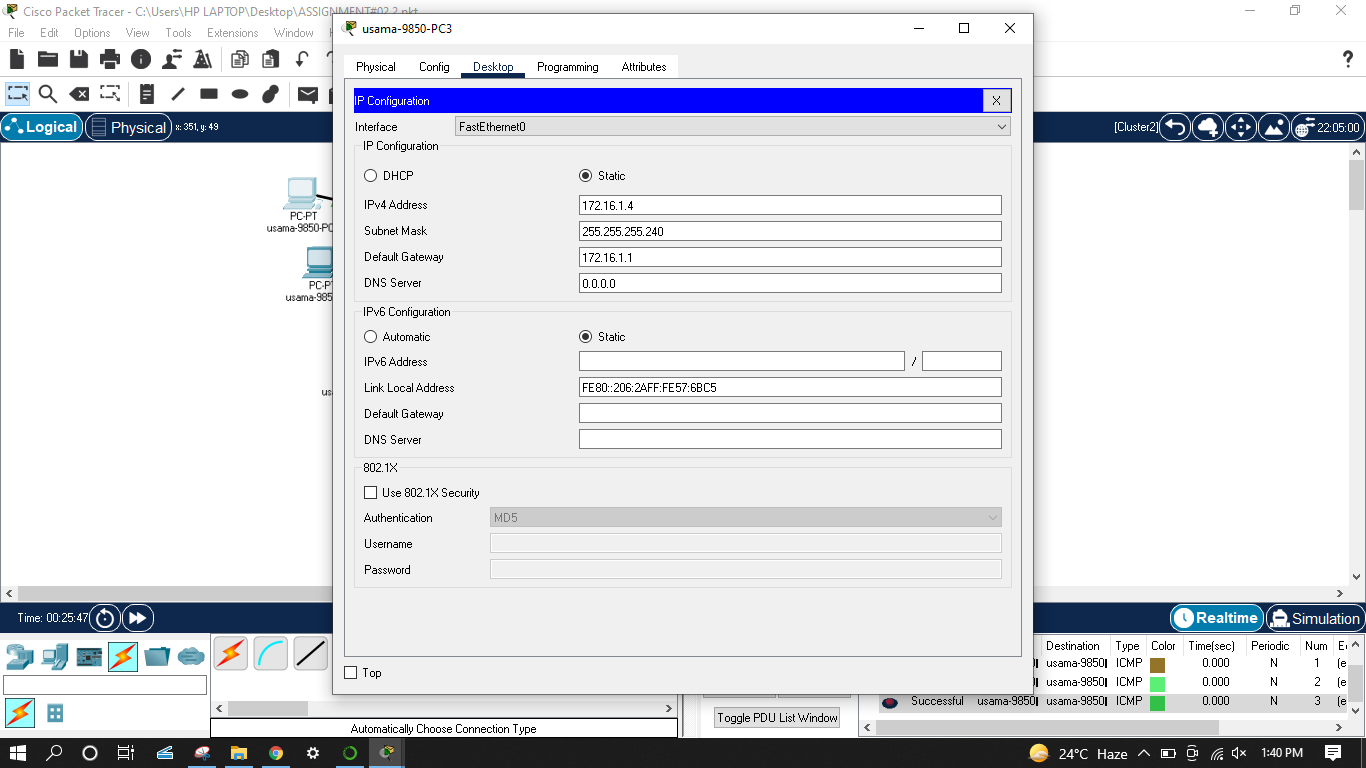 Cisco Packet Tracer - C:\Users\HP LAPTOP\Desktop\ASSIGNMENT#02 2.pkt
File Edit Options View Tools Extensions Window
usama-9850-PC3
Physical Config Desktop Programming Attributes
IP Configuration X
Interface FastEthernet0
IP Configuration
DHCP Static
IPv4 Address 172.16.1.4
Subnet Mask 255.255.255.240
Default Gateway 172.16.1.1
DNS Server 0.0.0.0
IPv6 Configuration
Automatic Static
IPv6 Address /
Link Local Address FE80::206:2AFF:FE57:6BC5
Default Gateway
DNS Server
802.1X
Use 802.1X Security
Authentication MD5
Username
Password
Top
Logical Physical x: 351, y: 49
[Cluster2] 22:05:00
PC-PT
usama-9850-PC
PC-P
usama-985
us
Time: 00:25:47
Realtime Simulation
Destination Type Color Time(sec) Periodic Num E
9850 usama-9850 ICMP 0.000 N 1 (e
9850 usama-9850 ICMP 0.000 N 2 (e
Successful usama-9850 usama-9850 ICMP 0.000 N 3 (e
Toggle PDU List Window
Automatically Choose Connection Type
24°C Haze 1:40 PM